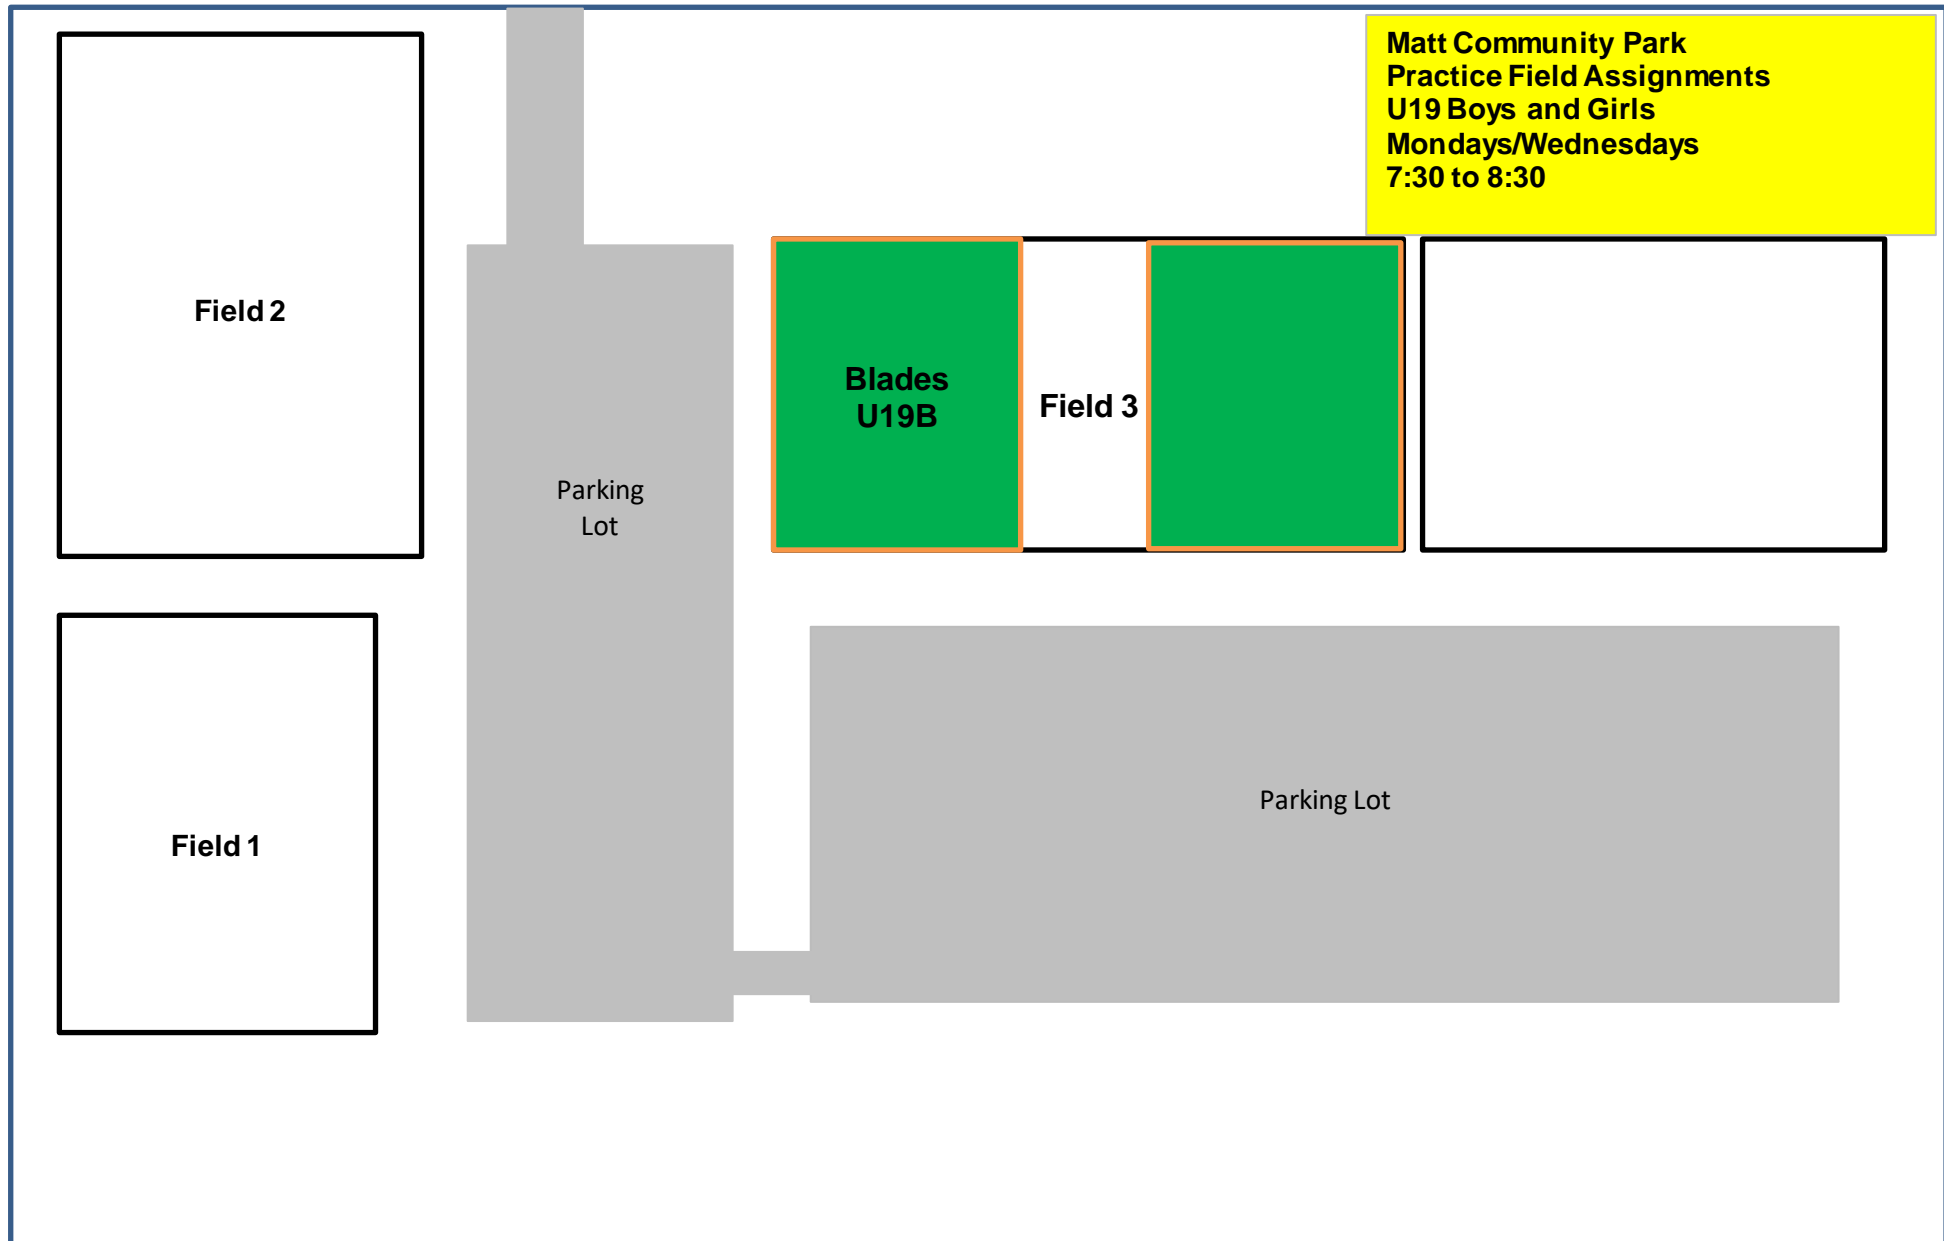 Matt Community Park
Practice Field Assignments
U19 Boys and Girls
Mondays/Wednesdays
7:30 to 8:30
Field 2
Blades
U19B
Field 3
Parking
Lot
Parking Lot
Field 1